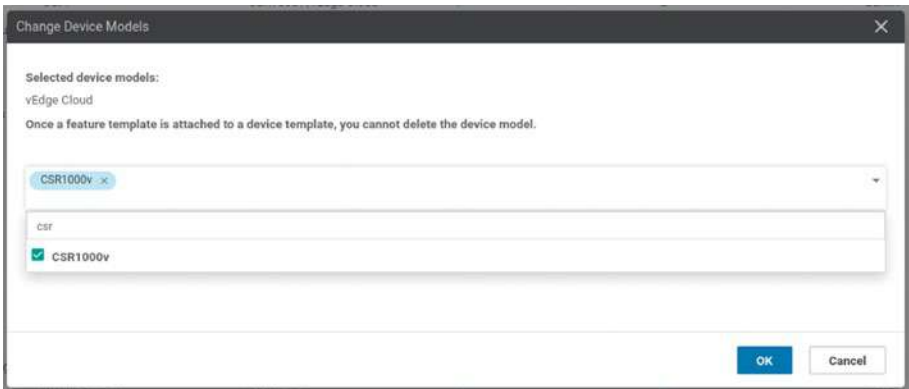 Change Device Models
Selected device models:
vEdge Cloud
Once a feature template is attached to a device template, you cannot delete the device model.
CSR1000v ×
csr
CSR1000v
OK Cancel